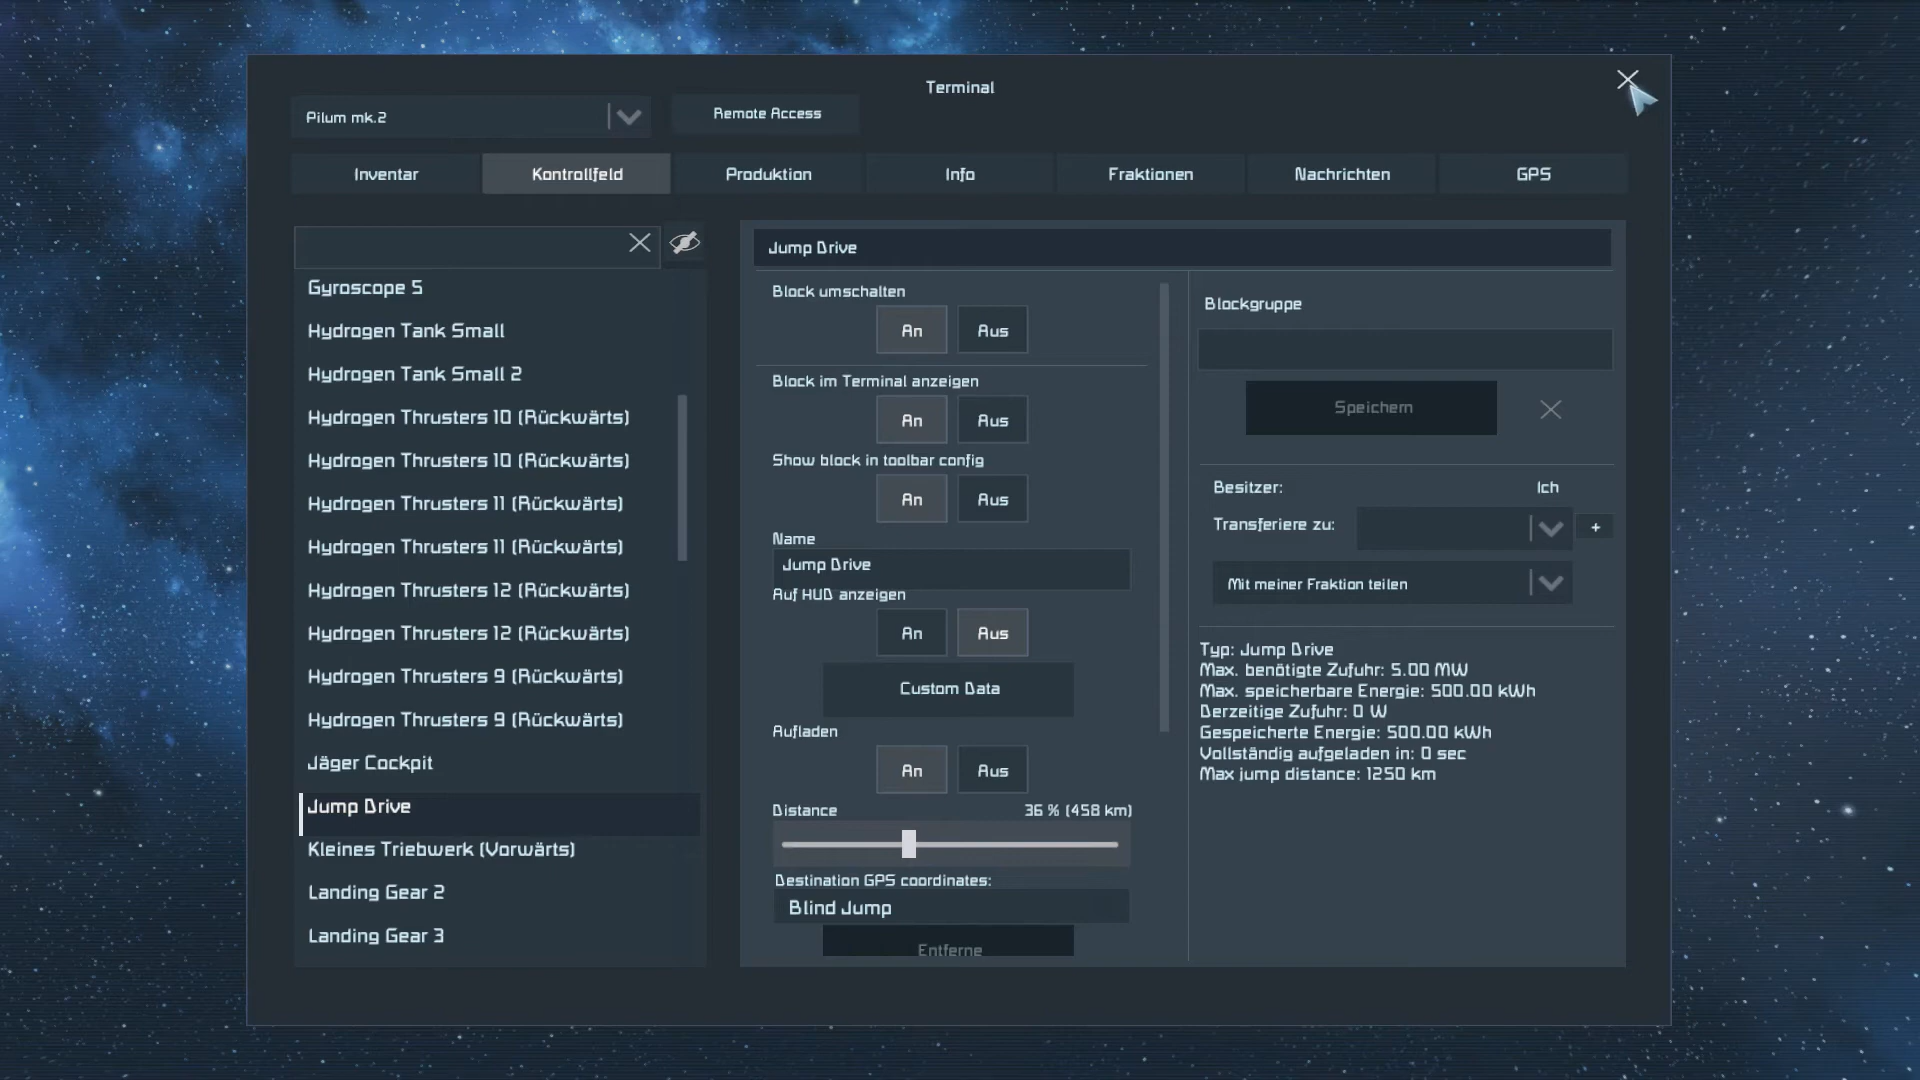 Terminal
Pilum mk.2
Remote Access
Inventar
Kontrollfeld
Produktion
Info
Fraktionen
Nachrichten
GPS
Gyroscope 5
Hydrogen Tank Small
Hydrogen Tank Small 2
Hydrogen Thrusters 10 (Rückwärts)
Hydrogen Thrusters 10 (Rückwärts)
Hydrogen Thrusters 11 (Rückwärts)
Hydrogen Thrusters 11 (Rückwärts)
Hydrogen Thrusters 12 (Rückwärts)
Hydrogen Thrusters 12 (Rückwärts)
Hydrogen Thrusters 9 (Rückwärts)
Hydrogen Thrusters 9 (Rückwärts)
Jäger Cockpit
Jump Drive
Kleines Triebwerk (Vorwärts)
Landing Gear 2
Landing Gear 3
Jump Drive
Block umschalten
An Aus
Block im Terminal anzeigen
An Aus
Show block in toolbar config
An Aus
Name
Jump Drive
Auf HUD anzeigen
An Aus
Custom Data
Aufladen
An Aus
Distance 36 % (458 km)
Destination GPS coordinates:
Blind Jump
Entferne
Blockgruppe
Speichern
Besitzer: Ich
Transferiere zu: +
Mit meiner Fraktion teilen
Typ: Jump Drive
Max. benötigte Zufuhr: 5.00 MW
Max. speicherbare Energie: 500.00 kWh
Derzeitige Zufuhr: 0 W
Gespeicherte Energie: 500.00 kWh
Vollständig aufgeladen in: 0 sec
Max jump distance: 1250 km